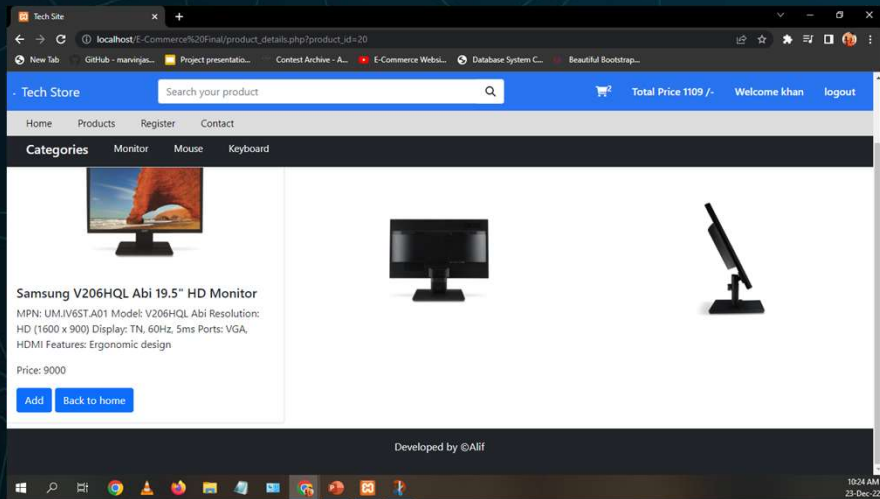 Tech Site
localhost/E-Commerce%20Final/product_details.php?product_id=20
New Tab GitHub - marvinjas... Project presentatio... Contest Archive - A... E-Commerce Websi... Database System C... Beautiful Bootstrap...
Tech Store Search your product 2 Total Price 1109 /- Welcome khan logout
Home Products Register Contact
Categories Monitor Mouse Keyboard
Samsung V206HQL Abi 19.5" HD Monitor
MPN: UM.IV6ST.A01 Model: V206HQL Abi Resolution:
HD (1600 x 900) Display: TN, 60Hz, 5ms Ports: VGA,
HDMI Features: Ergonomic design
Price: 9000
Add Back to home
Developed by ©Alif
10:24 AM
23-Dec-22